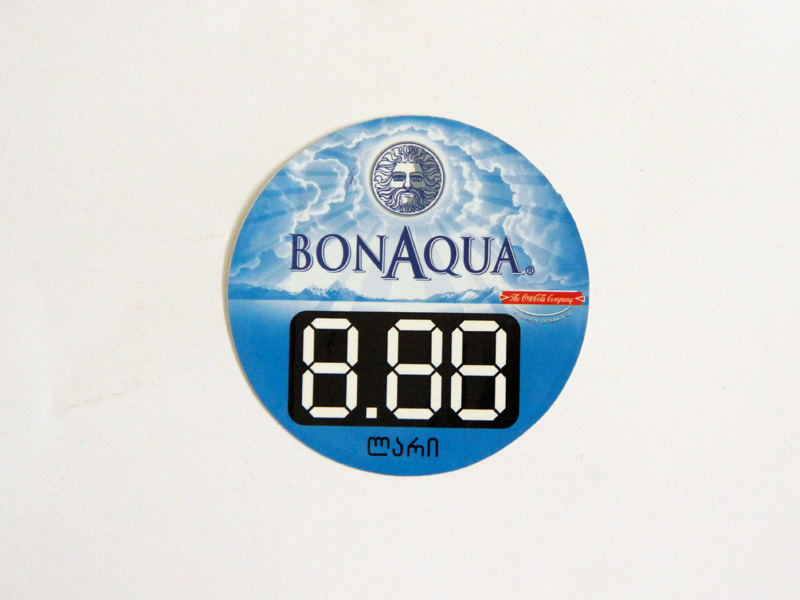 BONAQUA®
The Coca-Cola Company
8.88
ლარი